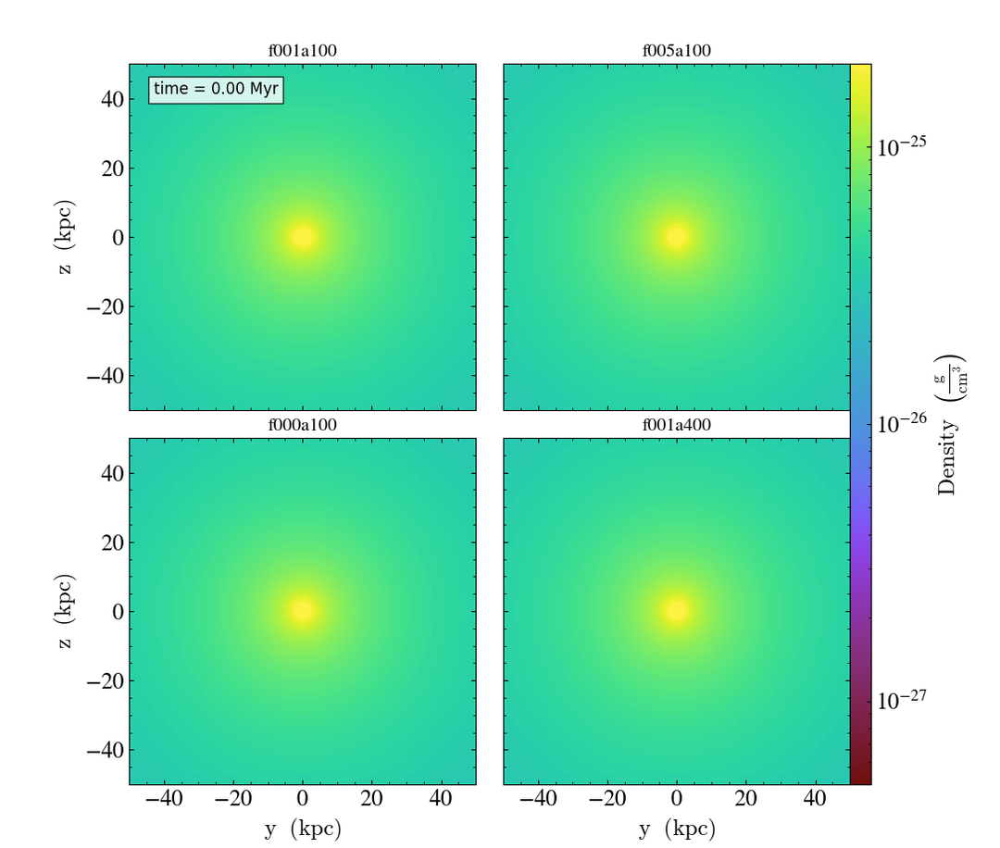 f001a100
f005a100
time = 0.00 Myr
40
20
0
−20
−40
z (kpc)
f000a100
f001a400
40
20
0
−20
−40
z (kpc)
−40 −20 0 20 40
−40 −20 0 20 40
y (kpc)
y (kpc)
10⁻²⁵
10⁻²⁶
10⁻²⁷
Density (g/cm³)